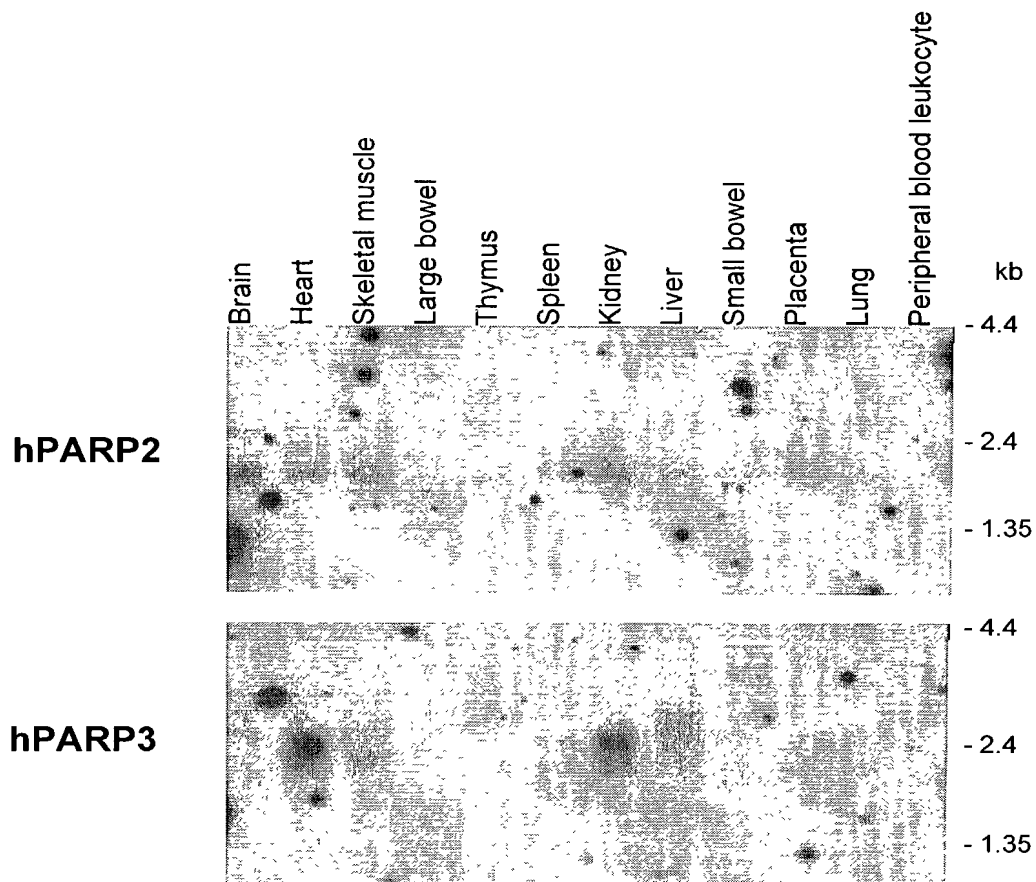 Brain
Heart
Skeletal muscle
Large bowel
Thymus
Spleen
Kidney
Liver
Small bowel
Placenta
Lung
Peripheral blood leukocyte
kb
- 4.4
hPARP2
- 2.4
- 1.35
- 4.4
hPARP3
- 2.4
- 1.35